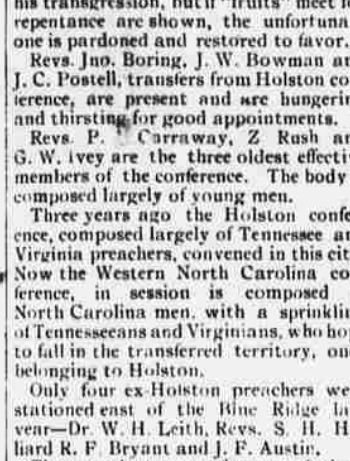 his transgression, but if "fruits" meet fo
repentance are shown, the unfortuna
one is pardoned and restored to favor.
Revs. Jno. Boring, J. W. Bowman an
J. C. Postell, transfers from Holston co
ference, are present and are hungerin
and thirsting for good appointments.
Revs. P. Carraway, Z Rush an
G. W. Ivey are the three oldest effecti
members of the conference. The body
composed largely of young men.
Three years ago the Holston confe
ence, composed largely of Tennessee an
Virginia preachers, convened in this cit
Now the Western North Carolina co
ference, in session is composed
North Carolina men, with a sprinklin
of Tennesseeans and Virginians, who ho
to fall in the transferred territory, on
belonging to Holston.
Only four ex-Holston preachers we
stationed east of the Blue Ridge la
year—Dr. W. H. Leith, Revs. S. H. H
liard R. F. Bryant and J. F. Austin.